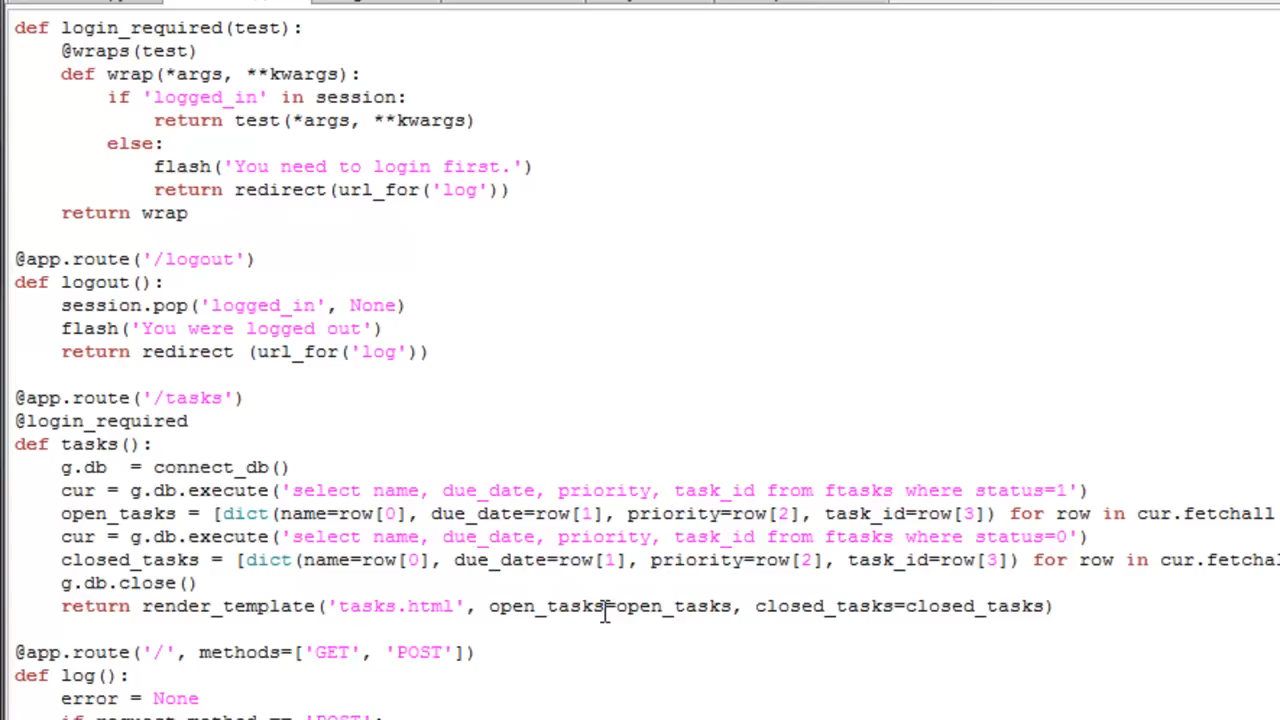 def login_required(test):
    @wraps(test)
    def wrap(*args, **kwargs):
        if 'logged_in' in session:
            return test(*args, **kwargs)
        else:
            flash('You need to login first.')
            return redirect(url_for('log'))
    return wrap
@app.route('/logout')
def logout():
    session.pop('logged_in', None)
    flash('You were logged out')
    return redirect (url_for('log'))
@app.route('/tasks')
@login_required
def tasks():
    g.db  = connect_db()
    cur = g.db.execute('select name, due_date, priority, task_id from ftasks where status=1')
    open_tasks = [dict(name=row[0], due_date=row[1], priority=row[2], task_id=row[3]) for row in cur.fetchall
    cur = g.db.execute('select name, due_date, priority, task_id from ftasks where status=0')
    closed_tasks = [dict(name=row[0], due_date=row[1], priority=row[2], task_id=row[3]) for row in cur.fetchal
    g.db.close()
    return render_template('tasks.html', open_tasks=open_tasks, closed_tasks=closed_tasks)
@app.route('/', methods=['GET', 'POST'])
def log():
    error = None
    if request.method == 'POST':